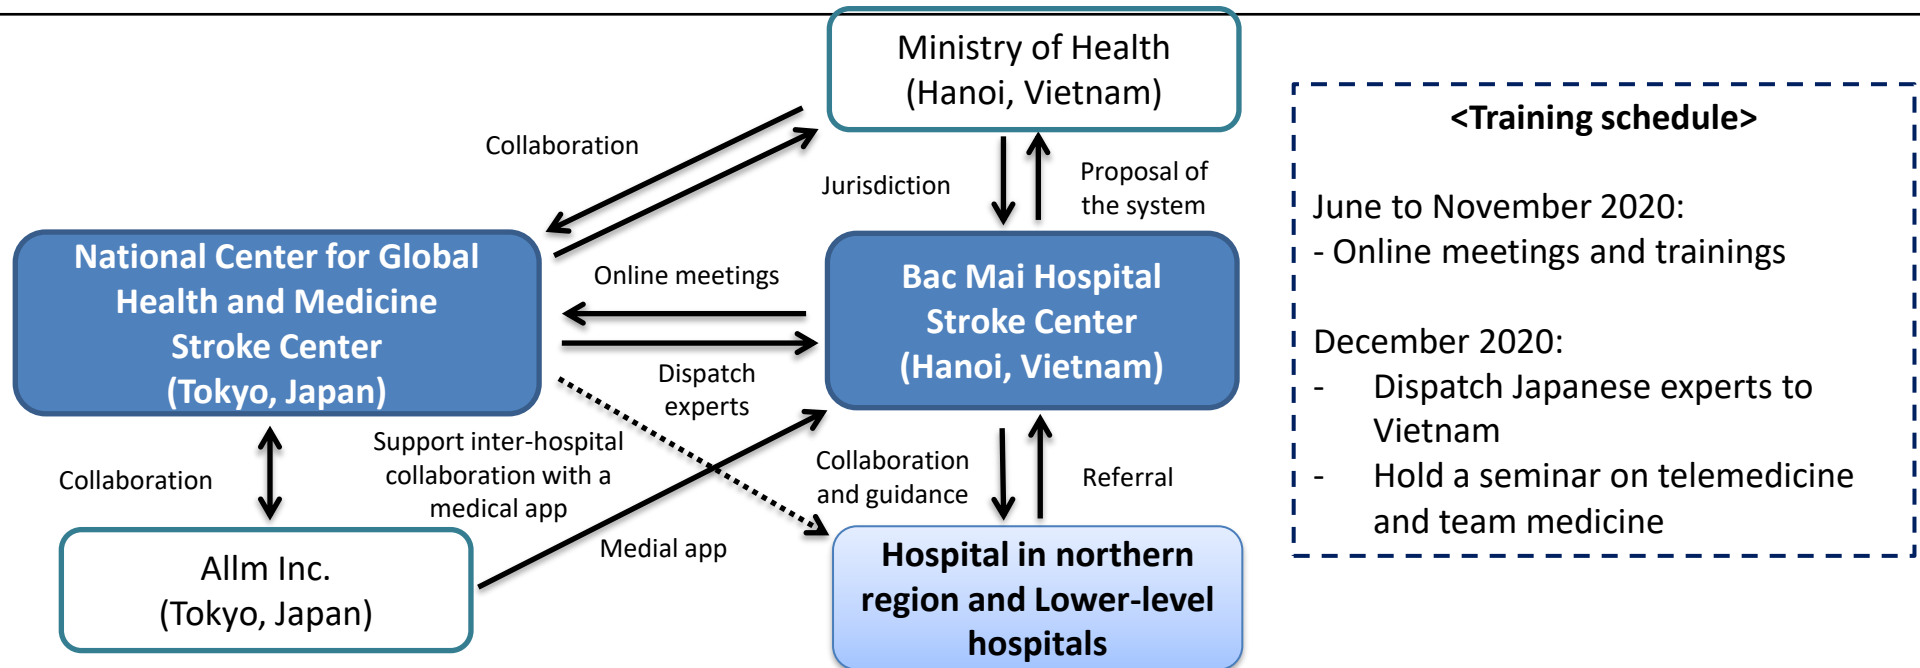 Ministry of Health
(Hanoi, Vietnam)
Collaboration
Jurisdiction
Proposal of
the system
National Center for Global
Health and Medicine
Stroke Center
(Tokyo, Japan)
Online meetings
Dispatch
experts
Bac Mai Hospital
Stroke Center
(Hanoi, Vietnam)
Collaboration
Support inter-hospital
collaboration with a
medical app
Medial app
Collaboration
and guidance
Referral
Allm Inc.
(Tokyo, Japan)
Hospital in northern
region and Lower-level
hospitals
<Training schedule>
June to November 2020:
- Online meetings and trainings
December 2020:
- Dispatch Japanese experts to
Vietnam
- Hold a seminar on telemedicine
and team medicine